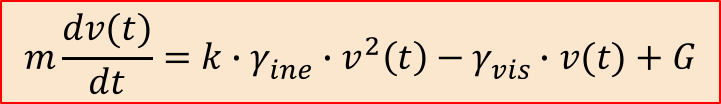 m dv(t)/dt = k · γ_ine · v²(t) − γ_vis · v(t) + G